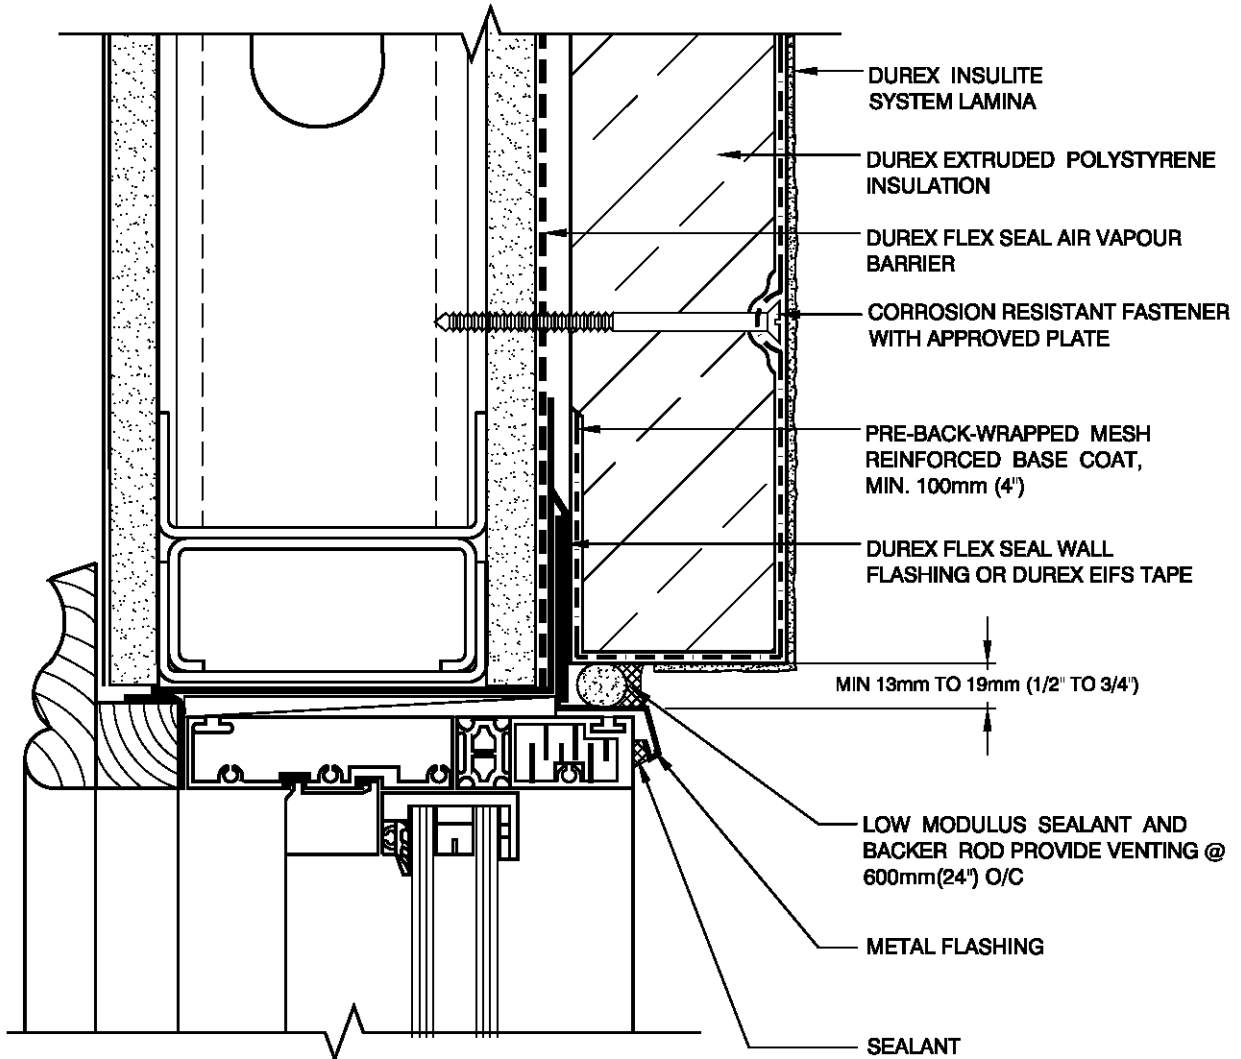 DUREX INSULITE
SYSTEM LAMINA
DUREX EXTRUDED POLYSTYRENE
INSULATION
DUREX FLEX SEAL AIR VAPOUR
BARRIER
CORROSION RESISTANT FASTENER
WITH APPROVED PLATE
PRE-BACK-WRAPPED MESH
REINFORCED BASE COAT,
MIN. 100mm (4")
DUREX FLEX SEAL WALL
FLASHING OR DUREX EIFS TAPE
MIN 13mm TO 19mm (1/2" TO 3/4")
LOW MODULUS SEALANT AND
BACKER ROD PROVIDE VENTING @
600mm(24") O/C
METAL FLASHING
SEALANT